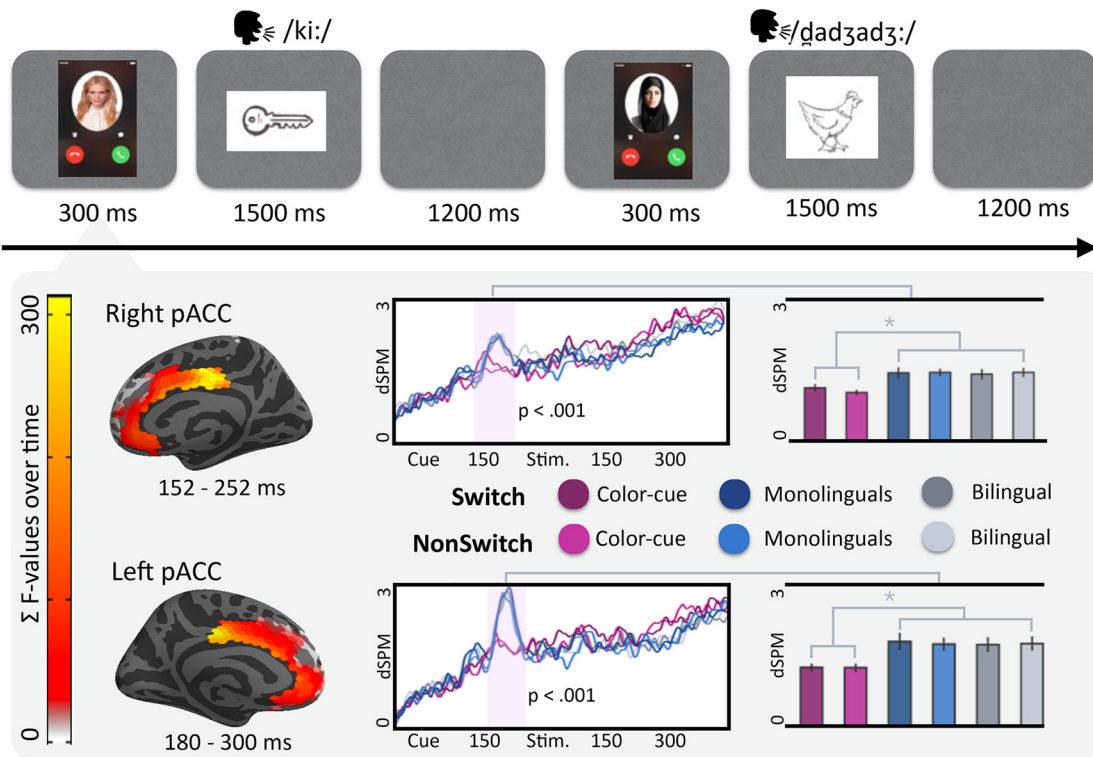 /ki:/
/d̪adʒadʒ:/
300 ms 1500 ms 1200 ms 300 ms 1500 ms 1200 ms
Σ F-values over time
300
0
Right pACC
152 - 252 ms
3
dSPM
0
p < .001
Cue 150 Stim. 150 300
3
dSPM
0
*
Switch Color-cue Monolinguals Bilingual
NonSwitch Color-cue Monolinguals Bilingual
Left pACC
180 - 300 ms
3
dSPM
0
p < .001
Cue 150 Stim. 150 300
3
dSPM
0
*